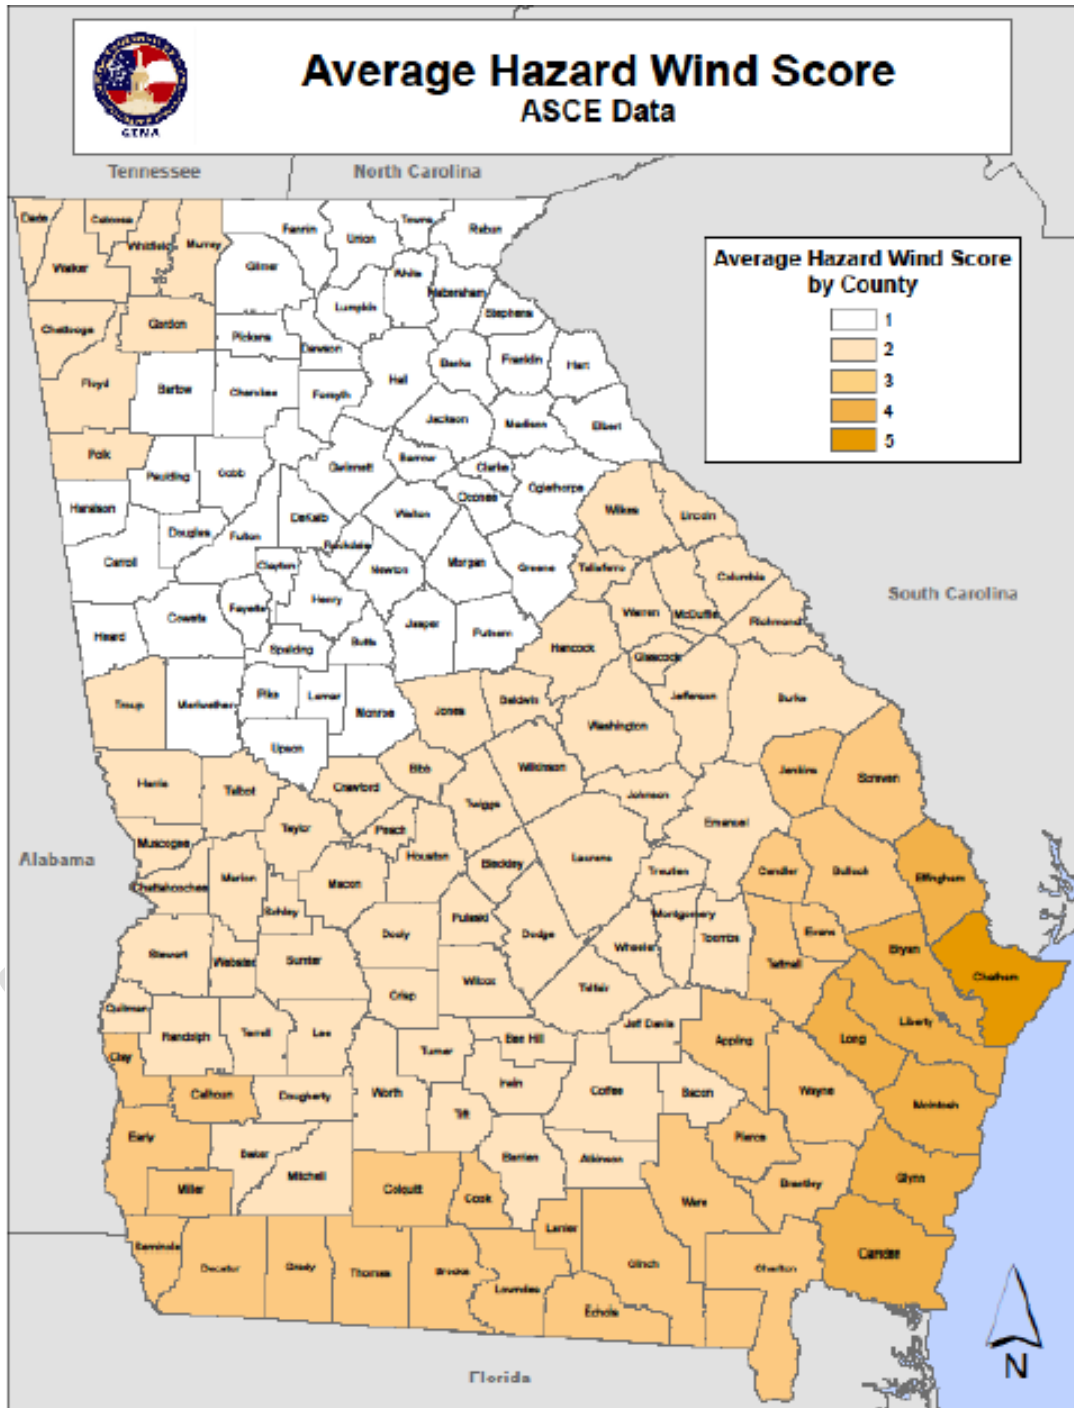 Average Hazard Wind Score
ASCE Data
GEMA
Tennessee
North Carolina
Average Hazard Wind Score
by County
1
2
3
4
5
Dade
Catoosa
Whitfield
Murray
Fannin
Union
Towns
Rabun
Walker
Gilmer
White
Habersham
Lumpkin
Stephens
Chattooga
Gordon
Pickens
Dawson
Banks
Franklin
Hart
Floyd
Bartow
Cherokee
Forsyth
Hall
Jackson
Madison
Elbert
Polk
Paulding
Cobb
Gwinnett
Barrow
Clarke
Oconee
Oglethorpe
Haralson
Douglas
Fulton
DeKalb
Walton
Wilkes
Lincoln
Carroll
Clayton
Rockdale
Newton
Morgan
Greene
Taliaferro
Columbia
South Carolina
Heard
Coweta
Fayette
Henry
Butts
Jasper
Putnam
Warren
McDuffie
Richmond
Spalding
Hancock
Glascock
Troup
Meriwether
Pike
Lamar
Monroe
Jones
Baldwin
Jefferson
Burke
Washington
Upson
Harris
Talbot
Crawford
Bibb
Wilkinson
Jenkins
Screven
Twiggs
Johnson
Emanuel
Taylor
Peach
Muscogee
Alabama
Houston
Bleckley
Laurens
Treutlen
Candler
Bulloch
Effingham
Chattahoochee
Marion
Macon
Schley
Pulaski
Montgomery
Dooly
Dodge
Wheeler
Toombs
Evans
Bryan
Stewart
Webster
Sumter
Tattnall
Chatham
Wilcox
Telfair
Crisp
Quitman
Randolph
Terrell
Lee
Jeff Davis
Liberty
Long
Appling
Clay
Turner
Ben Hill
Calhoun
Dougherty
Worth
Irwin
Coffee
Bacon
Wayne
McIntosh
Tift
Early
Baker
Mitchell
Berrien
Atkinson
Pierce
Brantley
Glynn
Miller
Colquitt
Cook
Ware
Lanier
Seminole
Decatur
Grady
Thomas
Brooks
Lowndes
Clinch
Charlton
Camden
Echols
Florida
N